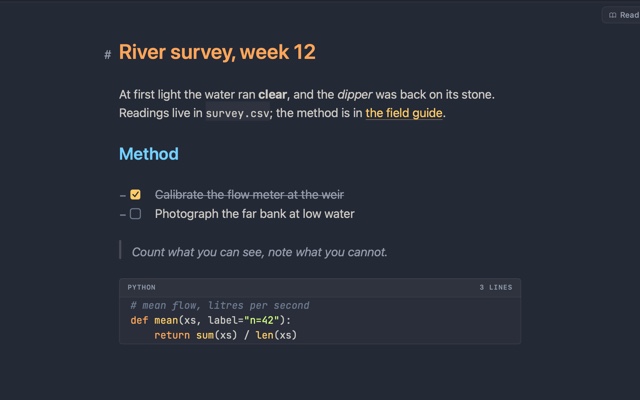 Read
# River survey, week 12
At first light the water ran clear, and the dipper was back on its stone.
Readings live in survey.csv; the method is in the field guide.
Method
– Calibrate the flow meter at the weir
– Photograph the far bank at low water
Count what you can see, note what you cannot.
PYTHON 3 LINES
# mean flow, litres per second
def mean(xs, label="n=42"):
    return sum(xs) / len(xs)